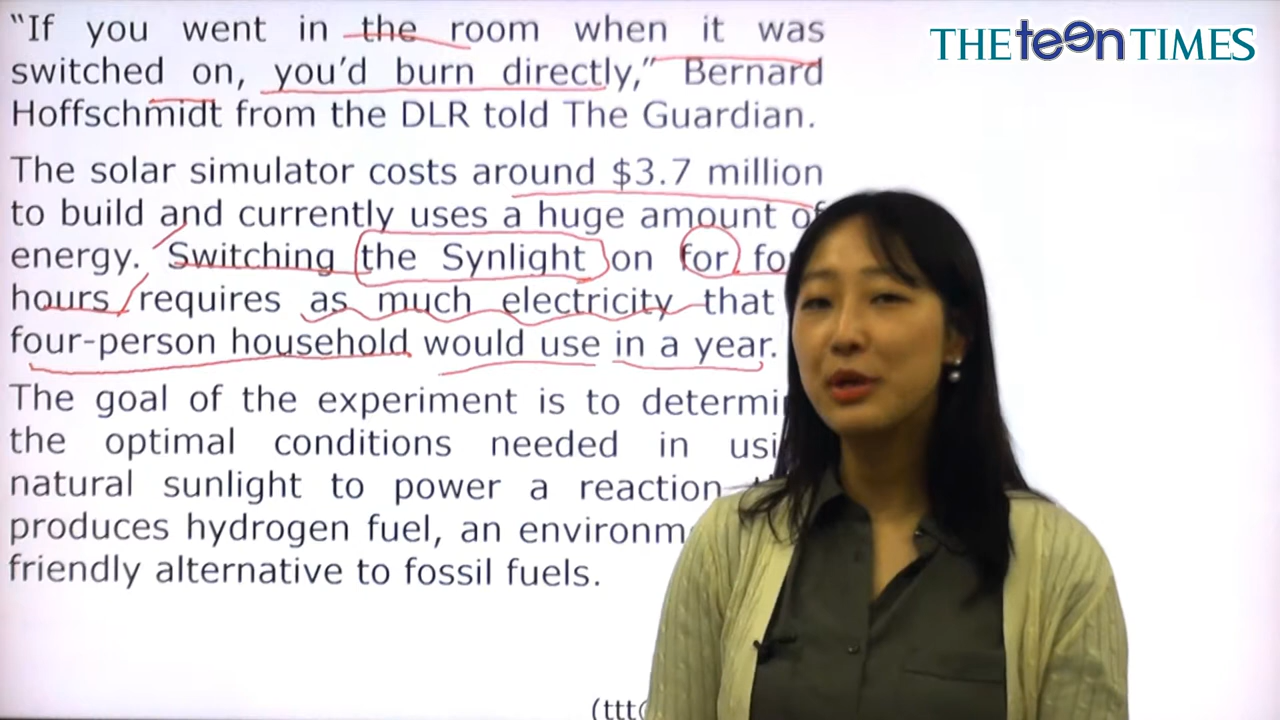 THE teen TIMES
“If you went in the room when it was
switched on, you’d burn directly,” Bernard
Hoffschmidt from the DLR told The Guardian.
The solar simulator costs around $3.7 million
to build and currently uses a huge amount of
energy. Switching the Synlight on for
hours requires as much electricity that
four-person household would use in a year.
The goal of the experiment is to
the optimal conditions needed in
natural sunlight to power a reaction
produces hydrogen fuel, an
friendly alternative to fossil fuels.